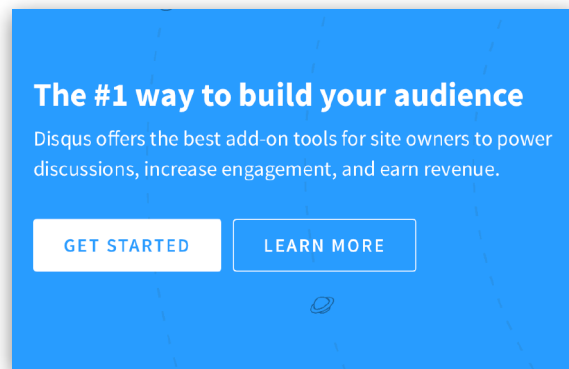 The #1 way to build your audience
Disqus offers the best add-on tools for site owners to power
discussions, increase engagement, and earn revenue.
GET STARTED LEARN MORE